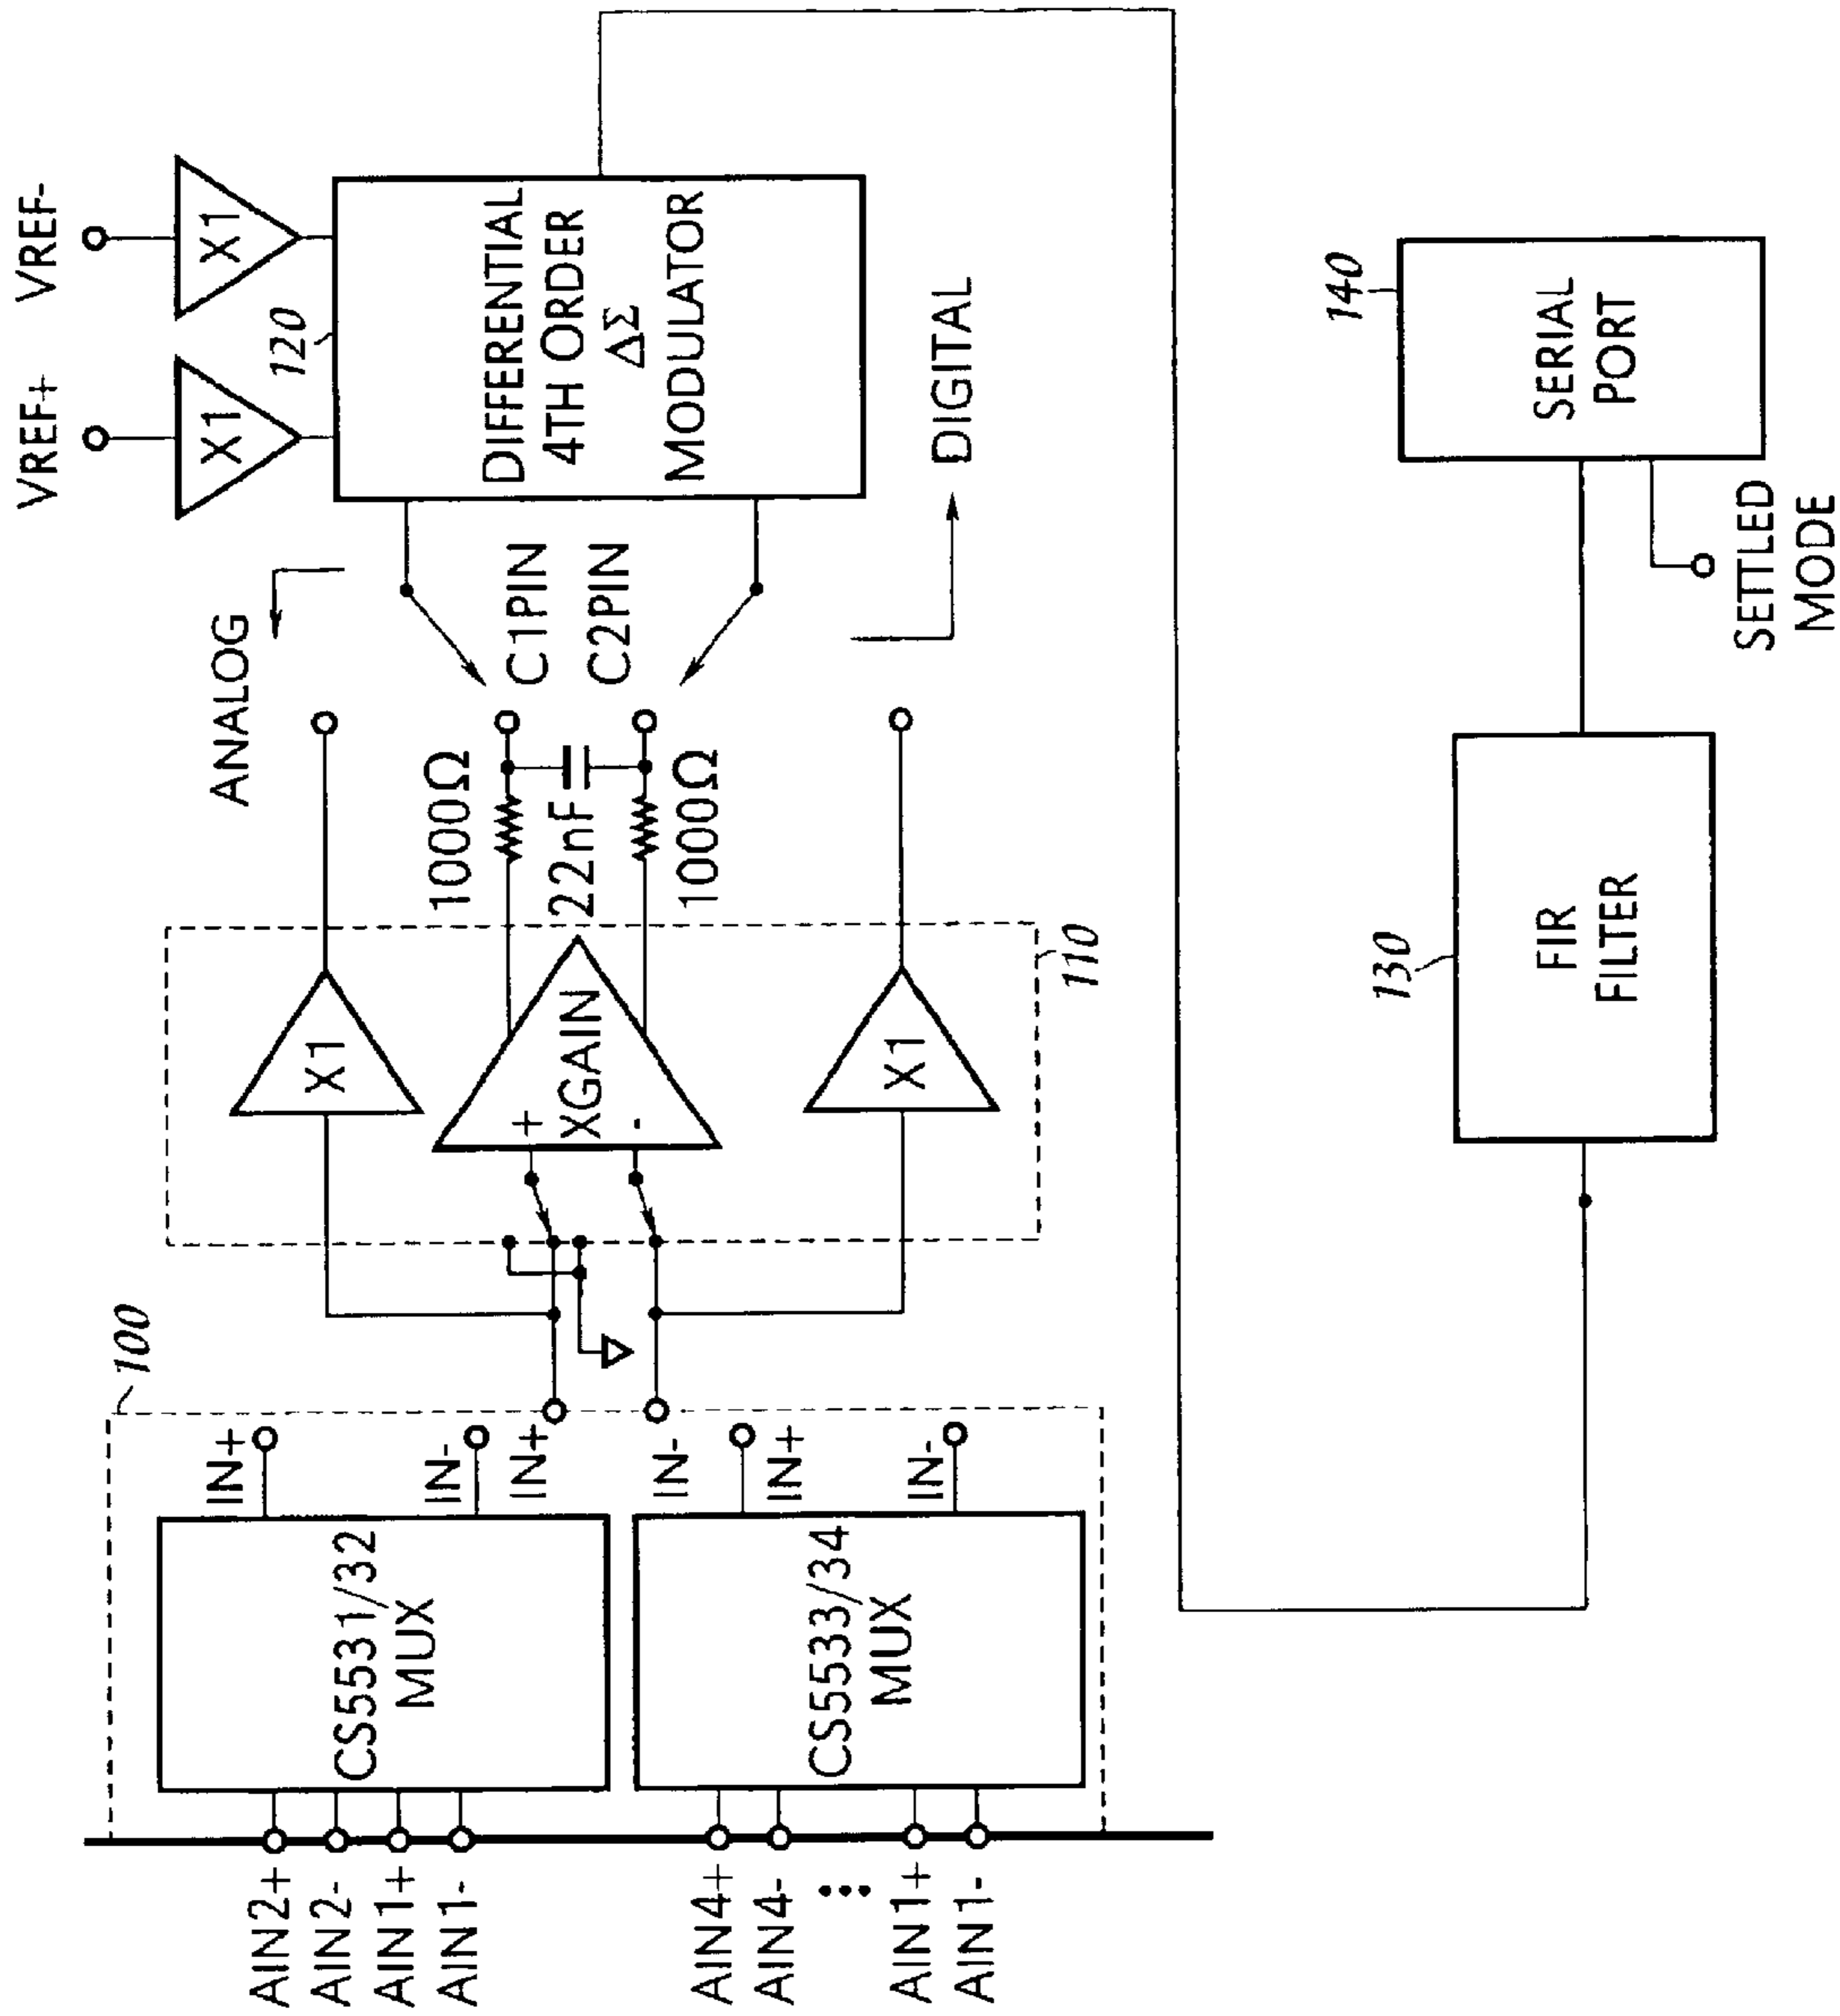 AIN2+
AIN2-
AIN1+
AIN1-
AIN4+
AIN4-
AIN1+
AIN1-
100
CS5531/32
MUX
IN+
IN-
IN+
IN-
CS5533/34
MUX
IN+
IN-
X1
+
XGAIN
-
X1
110
1000Ω
22nF
1000Ω
C1PIN
C2PIN
ANALOG
DIGITAL
VREF+
VREF-
X1
X1
120
DIFFERENTIAL
4TH ORDER
ΔΣ
MODULATOR
130
FIR
FILTER
140
SERIAL
PORT
SETTLED
MODE